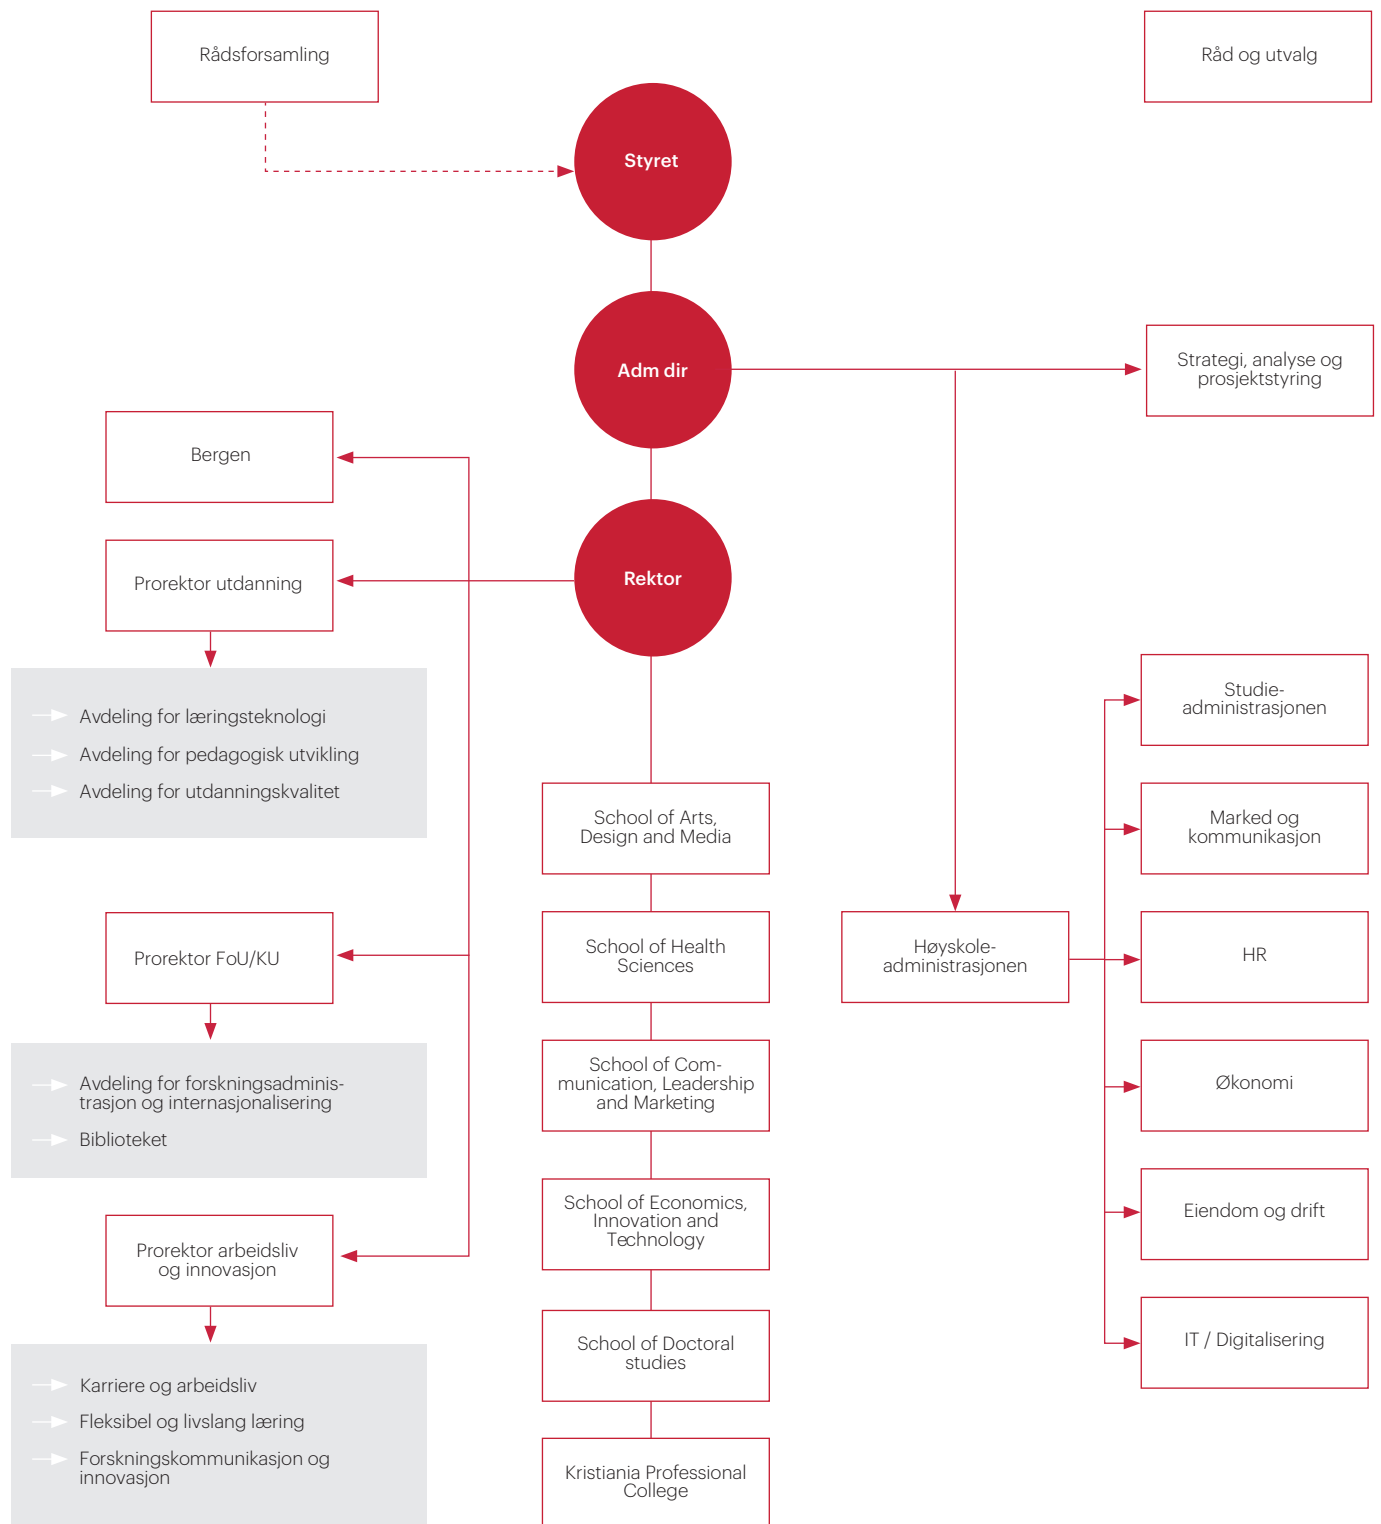 Rådsforsamling
Råd og utvalg
Styret
Adm dir
Strategi, analyse og
prosjektstyring
Bergen
Prorektor utdanning
Rektor
Avdeling for læringsteknologi
Avdeling for pedagogisk utvikling
Avdeling for utdanningskvalitet
Prorektor FoU/KU
Avdeling for forskningsadminis-
trasjon og internasjonalisering
Biblioteket
Prorektor arbeidsliv
og innovasjon
Karriere og arbeidsliv
Fleksibel og livslang læring
Forskningskommunikasjon og
innovasjon
School of Arts,
Design and Media
School of Health
Sciences
School of Com-
munication, Leadership
and Marketing
School of Economics,
Innovation and
Technology
School of Doctoral
studies
Kristiania Professional
College
Høyskole-
administrasjonen
Studie-
administrasjonen
Marked og
kommunikasjon
HR
Økonomi
Eiendom og drift
IT / Digitalisering